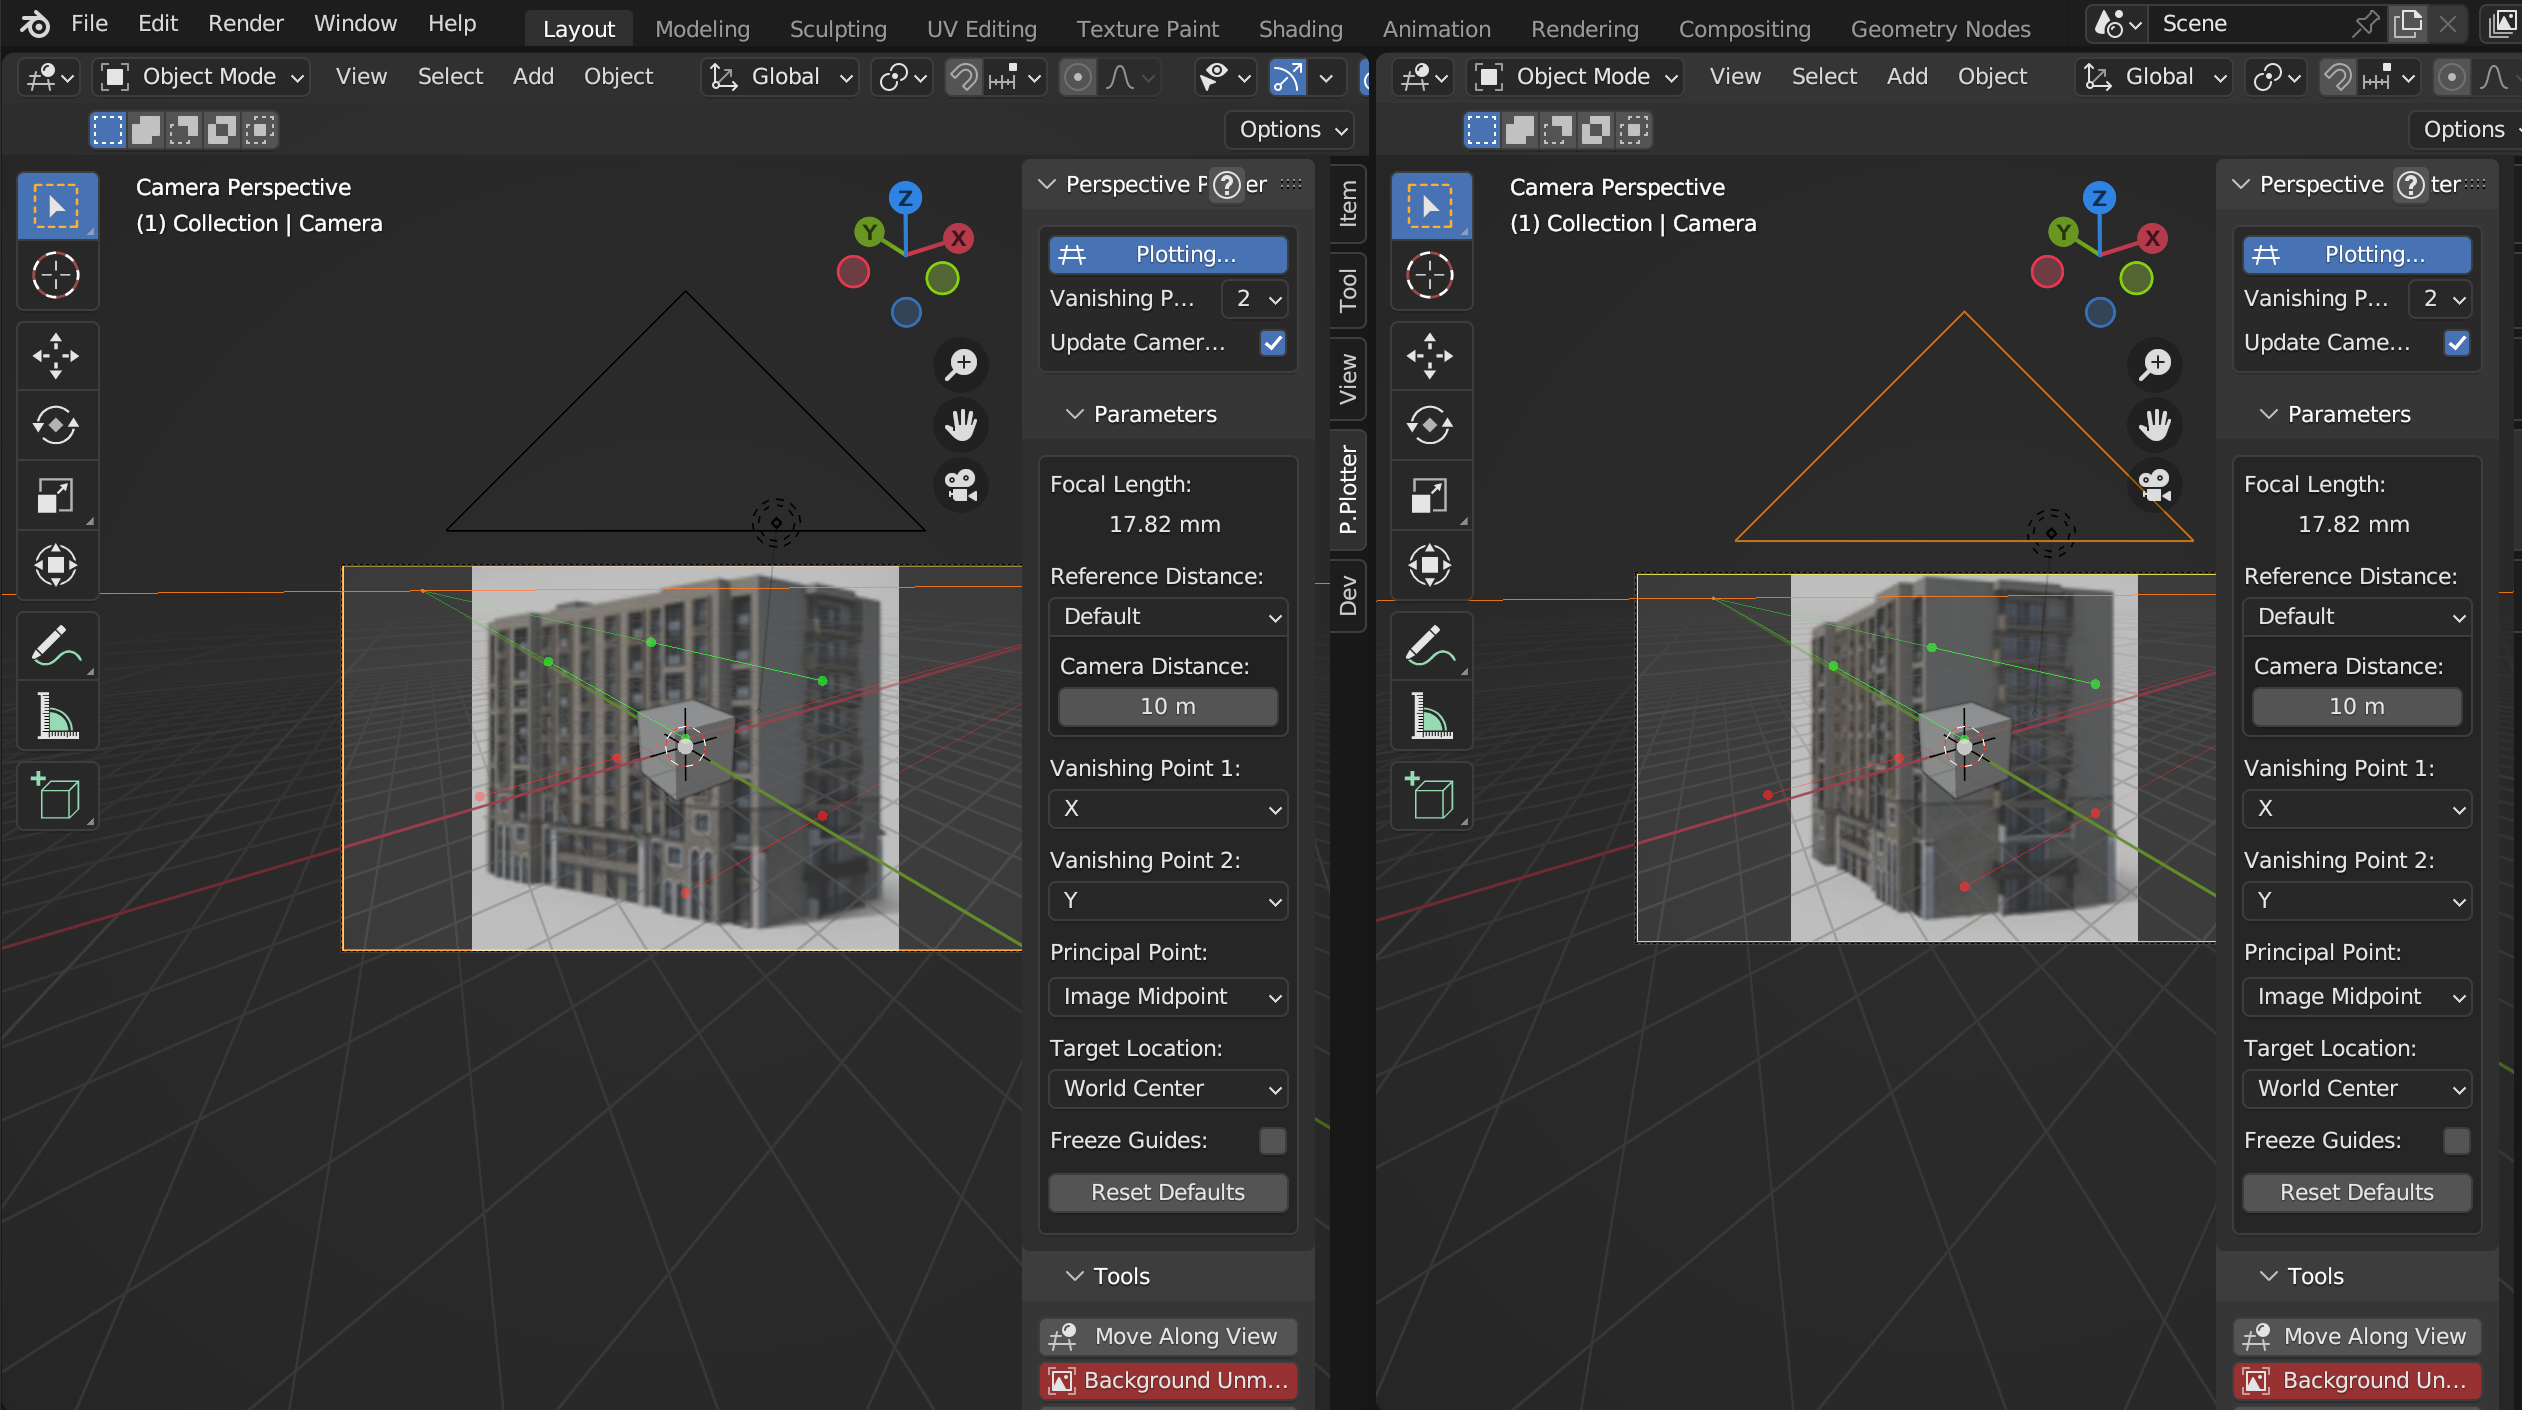 File Edit Render Window Help Layout Modeling Sculpting UV Editing Texture Paint Shading Animation Rendering Compositing Geometry Nodes Scene
Object Mode View Select Add Object Global
Options
Camera Perspective
(1) Collection | Camera
Z
Y
X
Perspective P er
Plotting...
Vanishing P... 2
Update Camer...
Parameters
Focal Length:
17.82 mm
Reference Distance:
Default
Camera Distance:
10 m
Vanishing Point 1:
X
Vanishing Point 2:
Y
Principal Point:
Image Midpoint
Target Location:
World Center
Freeze Guides:
Reset Defaults
Tools
Move Along View
Background Unm...
Item
Tool
View
P.Plotter
Dev
Object Mode View Select Add Object Global
Options
Camera Perspective
(1) Collection | Camera
Z
Y
X
Perspective ter
Plotting...
Vanishing P... 2
Update Came...
Parameters
Focal Length:
17.82 mm
Reference Distance:
Default
Camera Distance:
10 m
Vanishing Point 1:
X
Vanishing Point 2:
Y
Principal Point:
Image Midpoint
Target Location:
World Center
Freeze Guides:
Reset Defaults
Tools
Move Along View
Background Un...